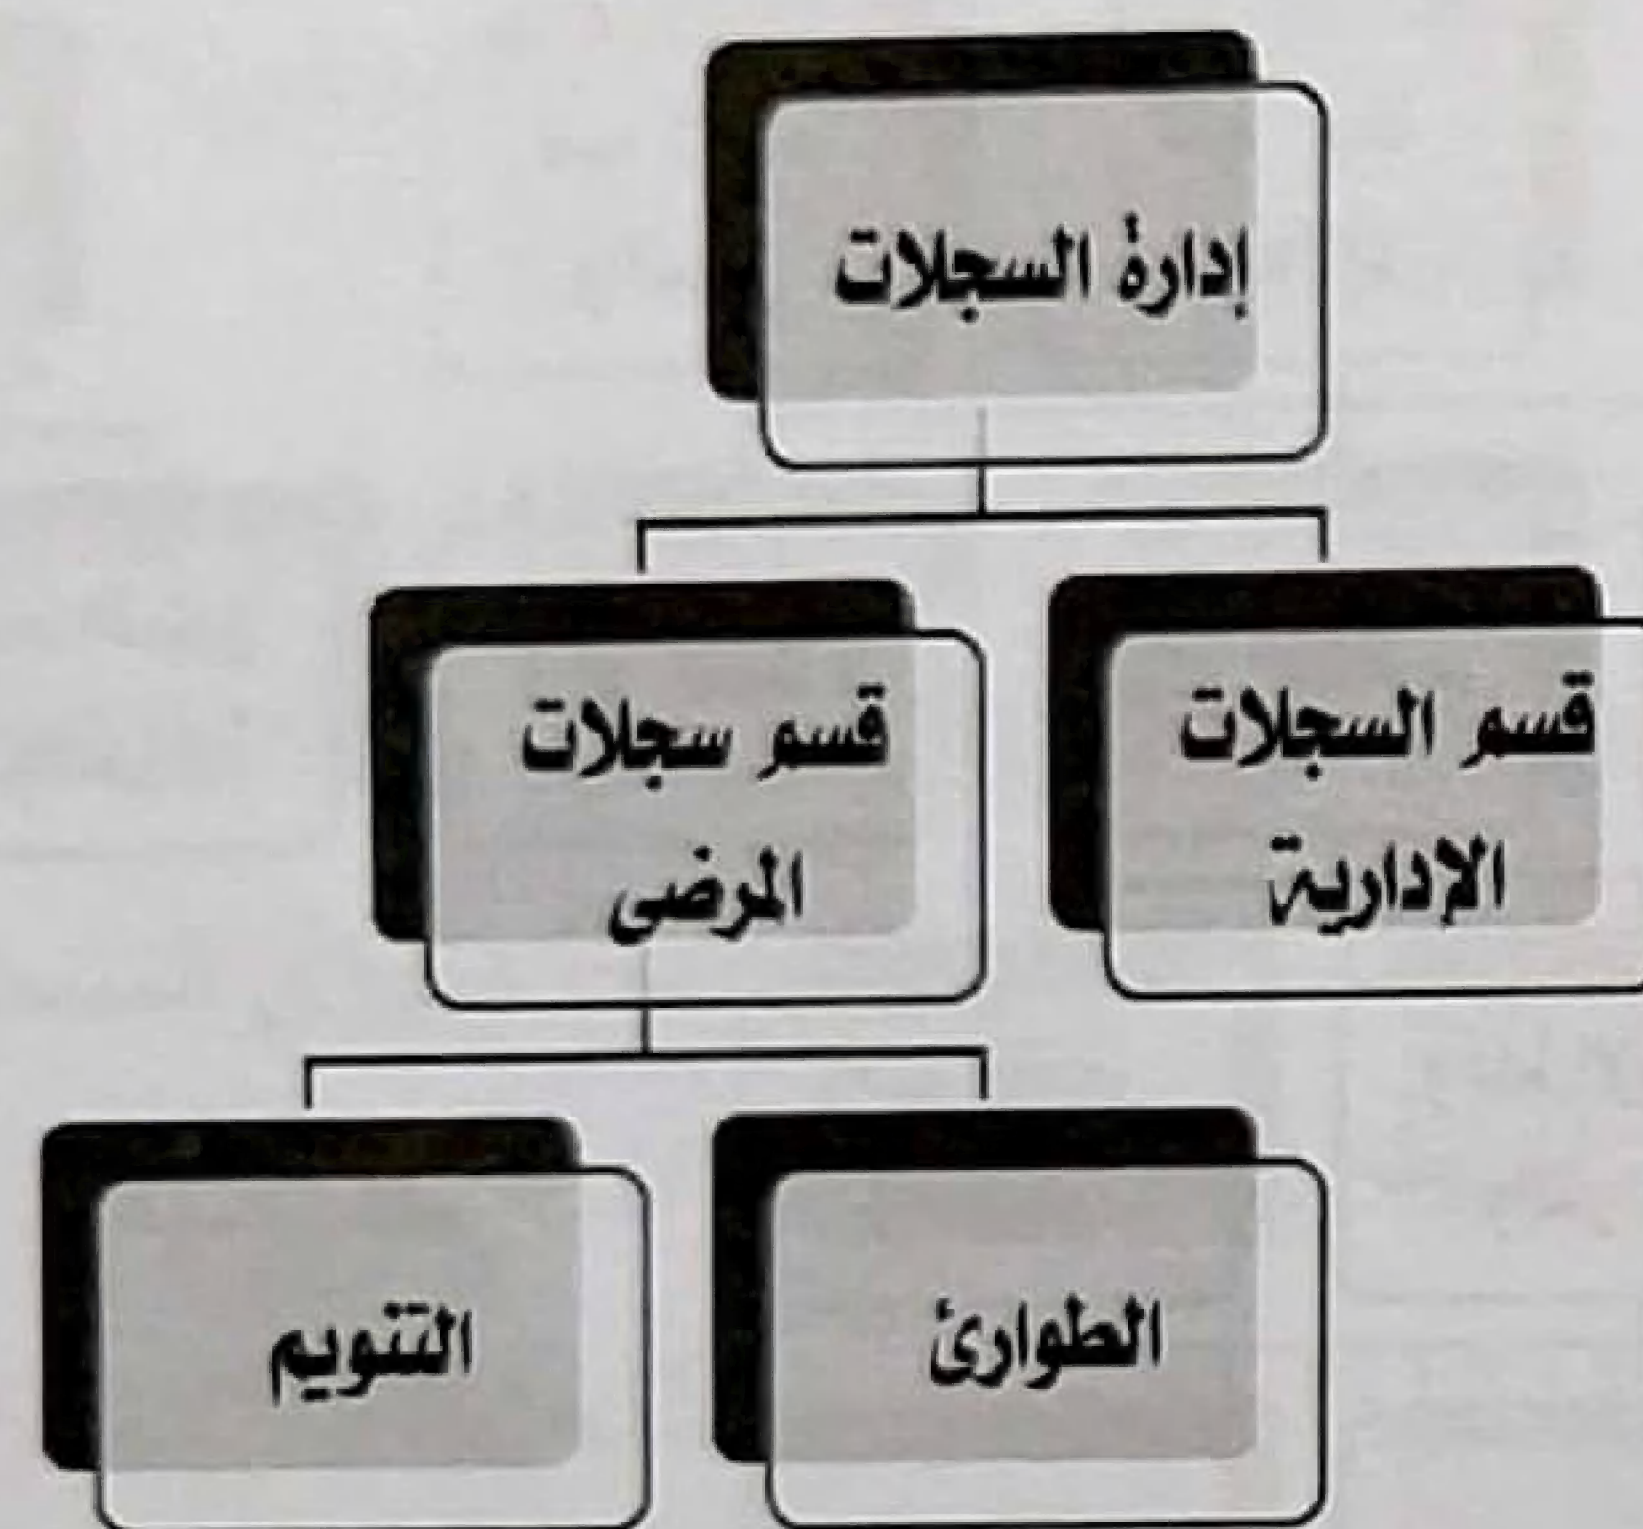 إدارة السجلات
قسم السجلات
الإدارية
قسم سجلات
المرضى
الطوارئ
التنويم